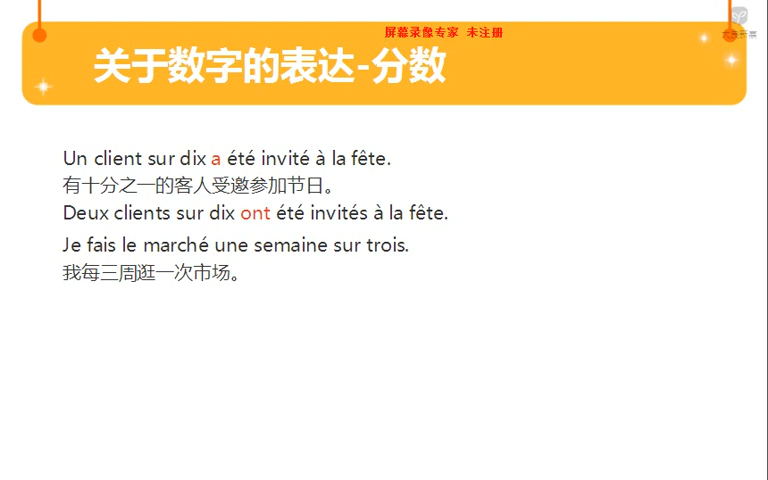 屏幕录像专家 未注册
关于数字的表达-分数
Un client sur dix a été invité à la fête.
有十分之一的客人受邀参加节日。
Deux clients sur dix ont été invités à la fête.
Je fais le marché une semaine sur trois.
我每三周逛一次市场。